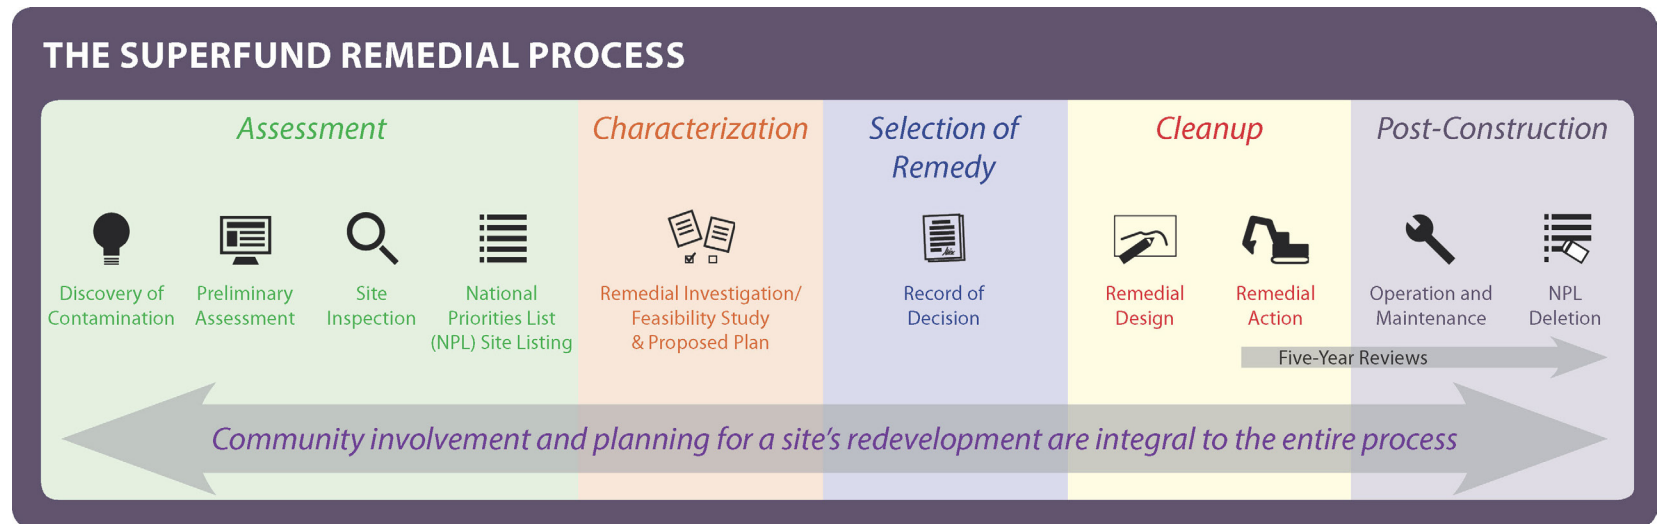 THE SUPERFUND REMEDIAL PROCESS
Assessment
Discovery of
Contamination
Preliminary
Assessment
Site
Inspection
National
Priorities List
(NPL) Site Listing
Characterization
Remedial Investigation/
Feasibility Study
& Proposed Plan
Selection of
Remedy
Record of
Decision
Cleanup
Remedial
Design
Remedial
Action
Post-Construction
Operation and
Maintenance
NPL
Deletion
Five-Year Reviews
Community involvement and planning for a site’s redevelopment are integral to the entire process